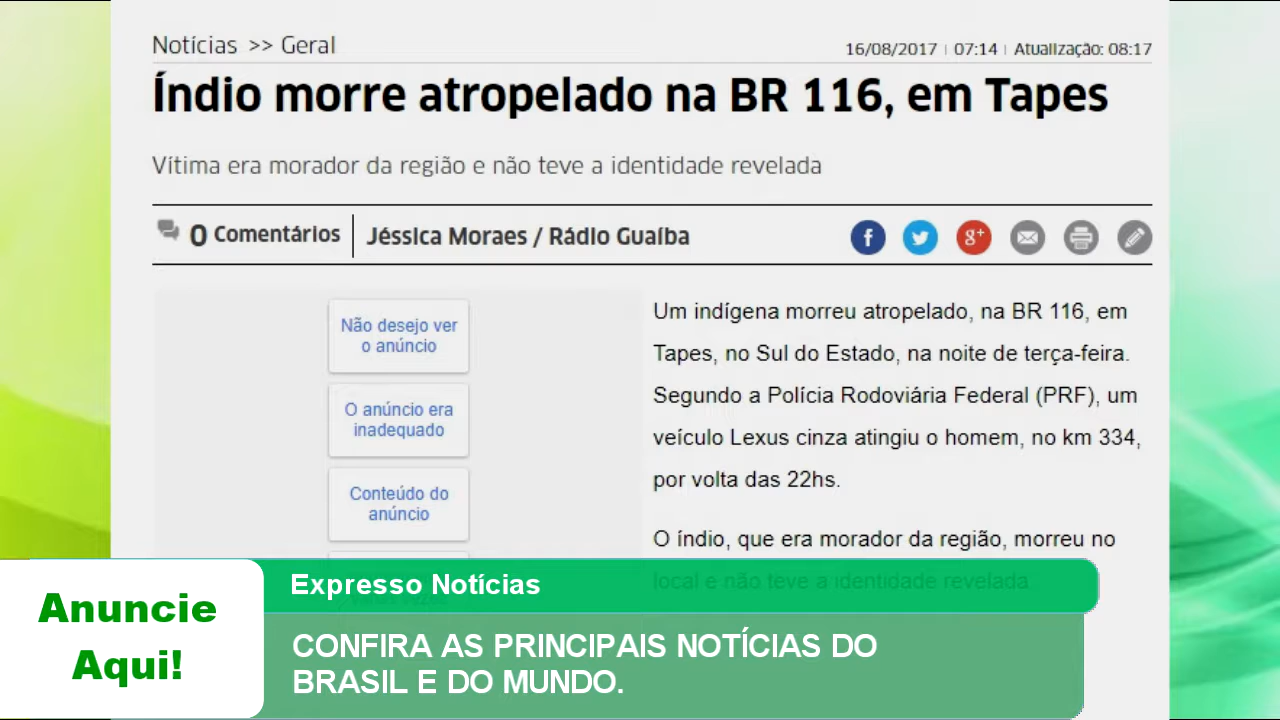 Notícias >> Geral
16/08/2017 | 07:14 | Atualização: 08:17
Índio morre atropelado na BR 116, em Tapes
Vítima era morador da região e não teve a identidade revelada
0 Comentários
Jéssica Moraes / Rádio Guaíba
f
g+
Não desejo ver
o anúncio
O anúncio era
inadequado
Conteúdo do
anúncio
Um indígena morreu atropelado, na BR 116, em
Tapes, no Sul do Estado, na noite de terça-feira.
Segundo a Polícia Rodoviária Federal (PRF), um
veículo Lexus cinza atingiu o homem, no km 334,
por volta das 22hs.
O índio, que era morador da região, morreu no
local e não teve a identidade revelada.
Anuncie
Aqui!
Expresso Notícias
CONFIRA AS PRINCIPAIS NOTÍCIAS DO
BRASIL E DO MUNDO.